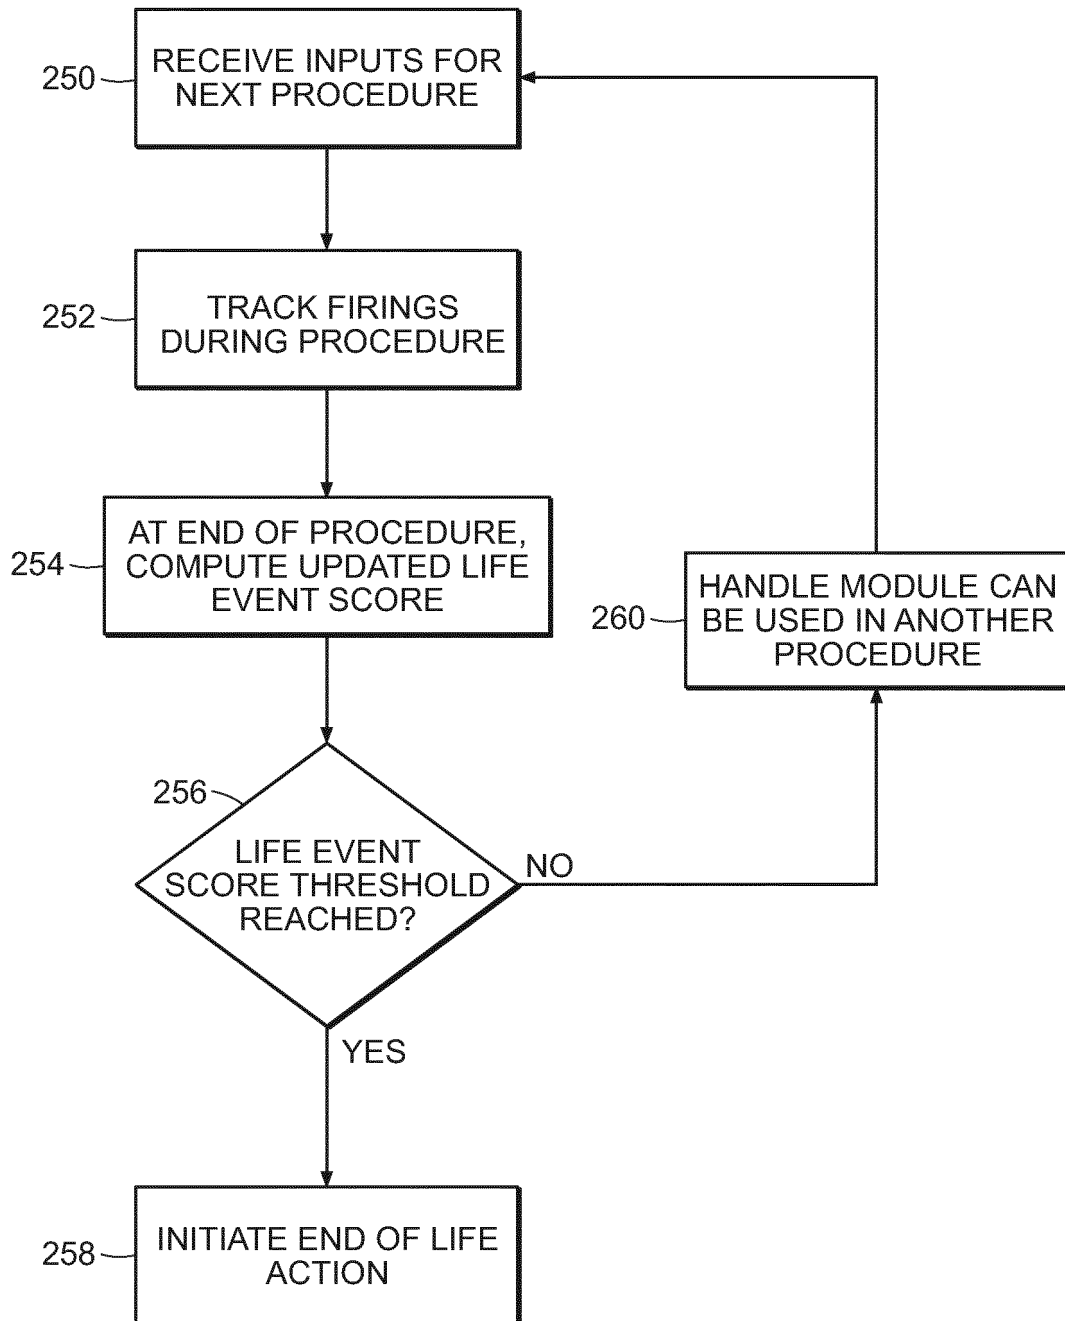 250
RECEIVE INPUTS FOR
NEXT PROCEDURE
252
TRACK FIRINGS
DURING PROCEDURE
254
AT END OF PROCEDURE,
COMPUTE UPDATED LIFE
EVENT SCORE
256
LIFE EVENT
SCORE THRESHOLD
REACHED?
NO
260
HANDLE MODULE CAN
BE USED IN ANOTHER
PROCEDURE
YES
258
INITIATE END OF LIFE
ACTION